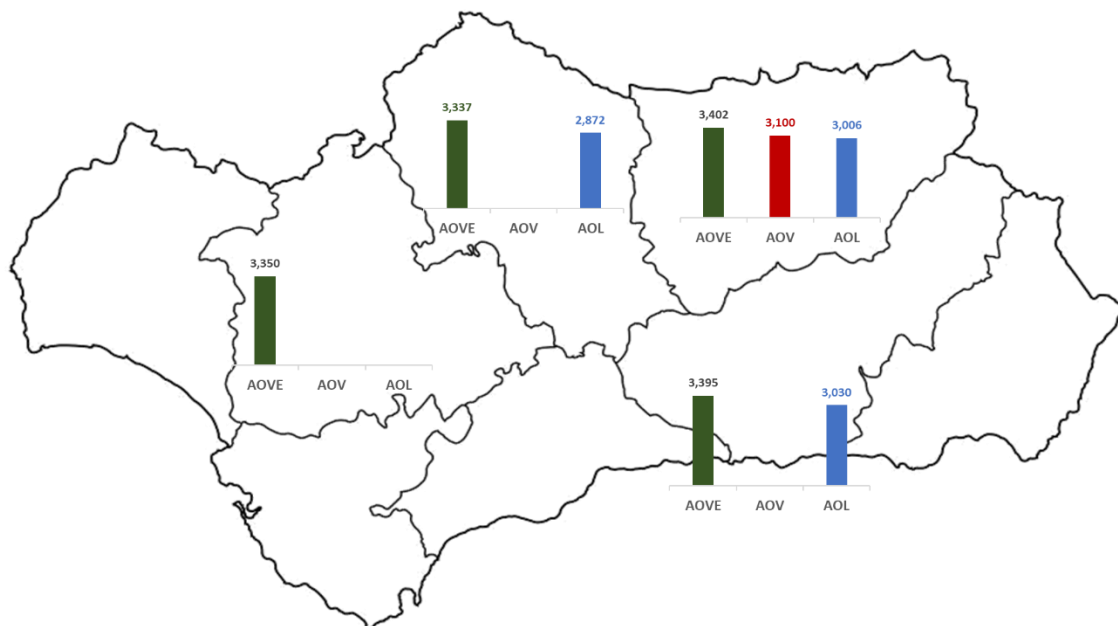 3,337
2,872
AOVE AOV AOL
3,402
3,100
3,006
AOVE AOV AOL
3,350
AOVE AOV AOL
3,395
3,030
AOVE AOV AOL